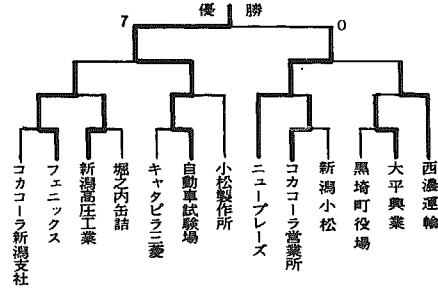 優勝
7 0
コカコーラ新潟支社
フェニックス
新潟高圧工業
堀之内缶詰
キャタピラ三菱
自動車試験場
小松製作所
ニューブレーズ
コカコーラ営業所
新潟小松
黒埼町役場
大平興業
西濃運輸